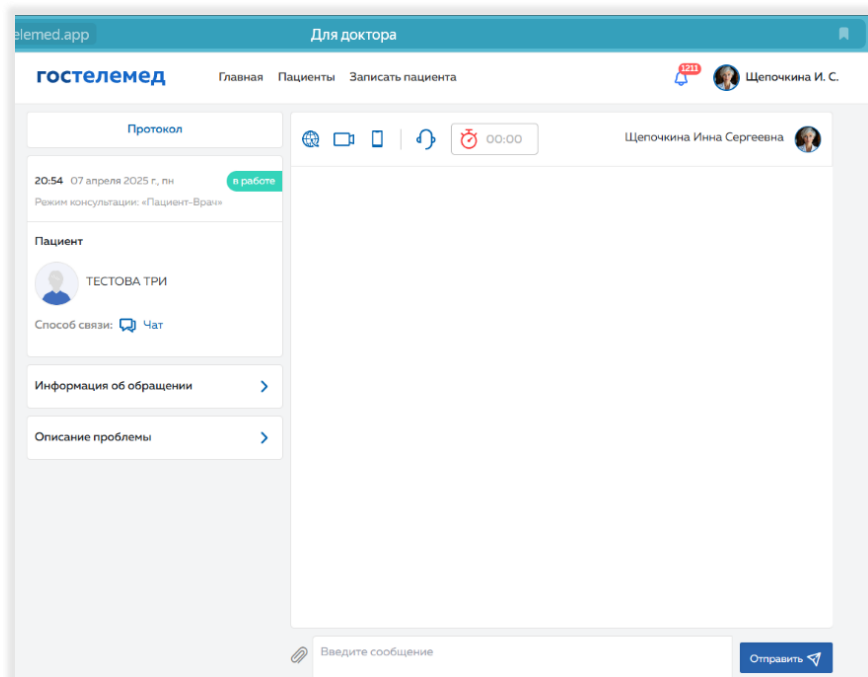 elemed.app
Для доктора
гостелемед
Главная Пациенты Записать пациента
1211
Щепочкина И. С.
Протокол
00:00
Щепочкина Инна Сергеевна
20:54 07 апреля 2025 г., пн
в работе
Режим консультации: «Пациент-Врач»
Пациент
ТЕСТОВА ТРИ
Способ связи: Чат
Информация об обращении
Описание проблемы
Введите сообщение
Отправить